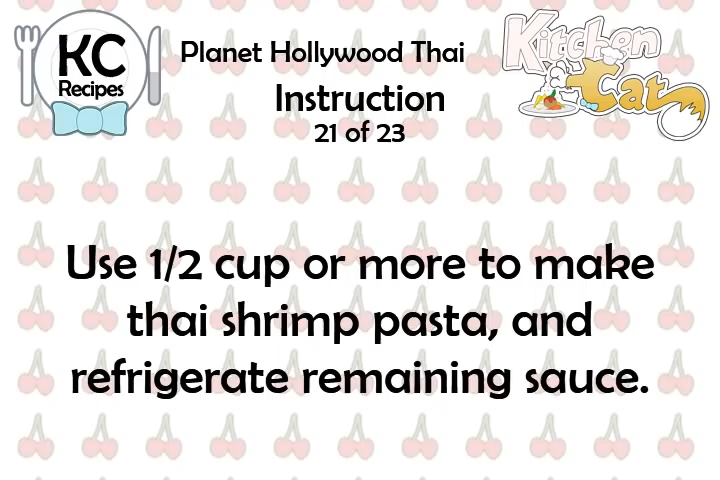 KC
Recipes
Planet Hollywood Thai
Kitchen
Cat
Instruction
21 of 23
Use 1/2 cup or more to make
thai shrimp pasta, and
refrigerate remaining sauce.